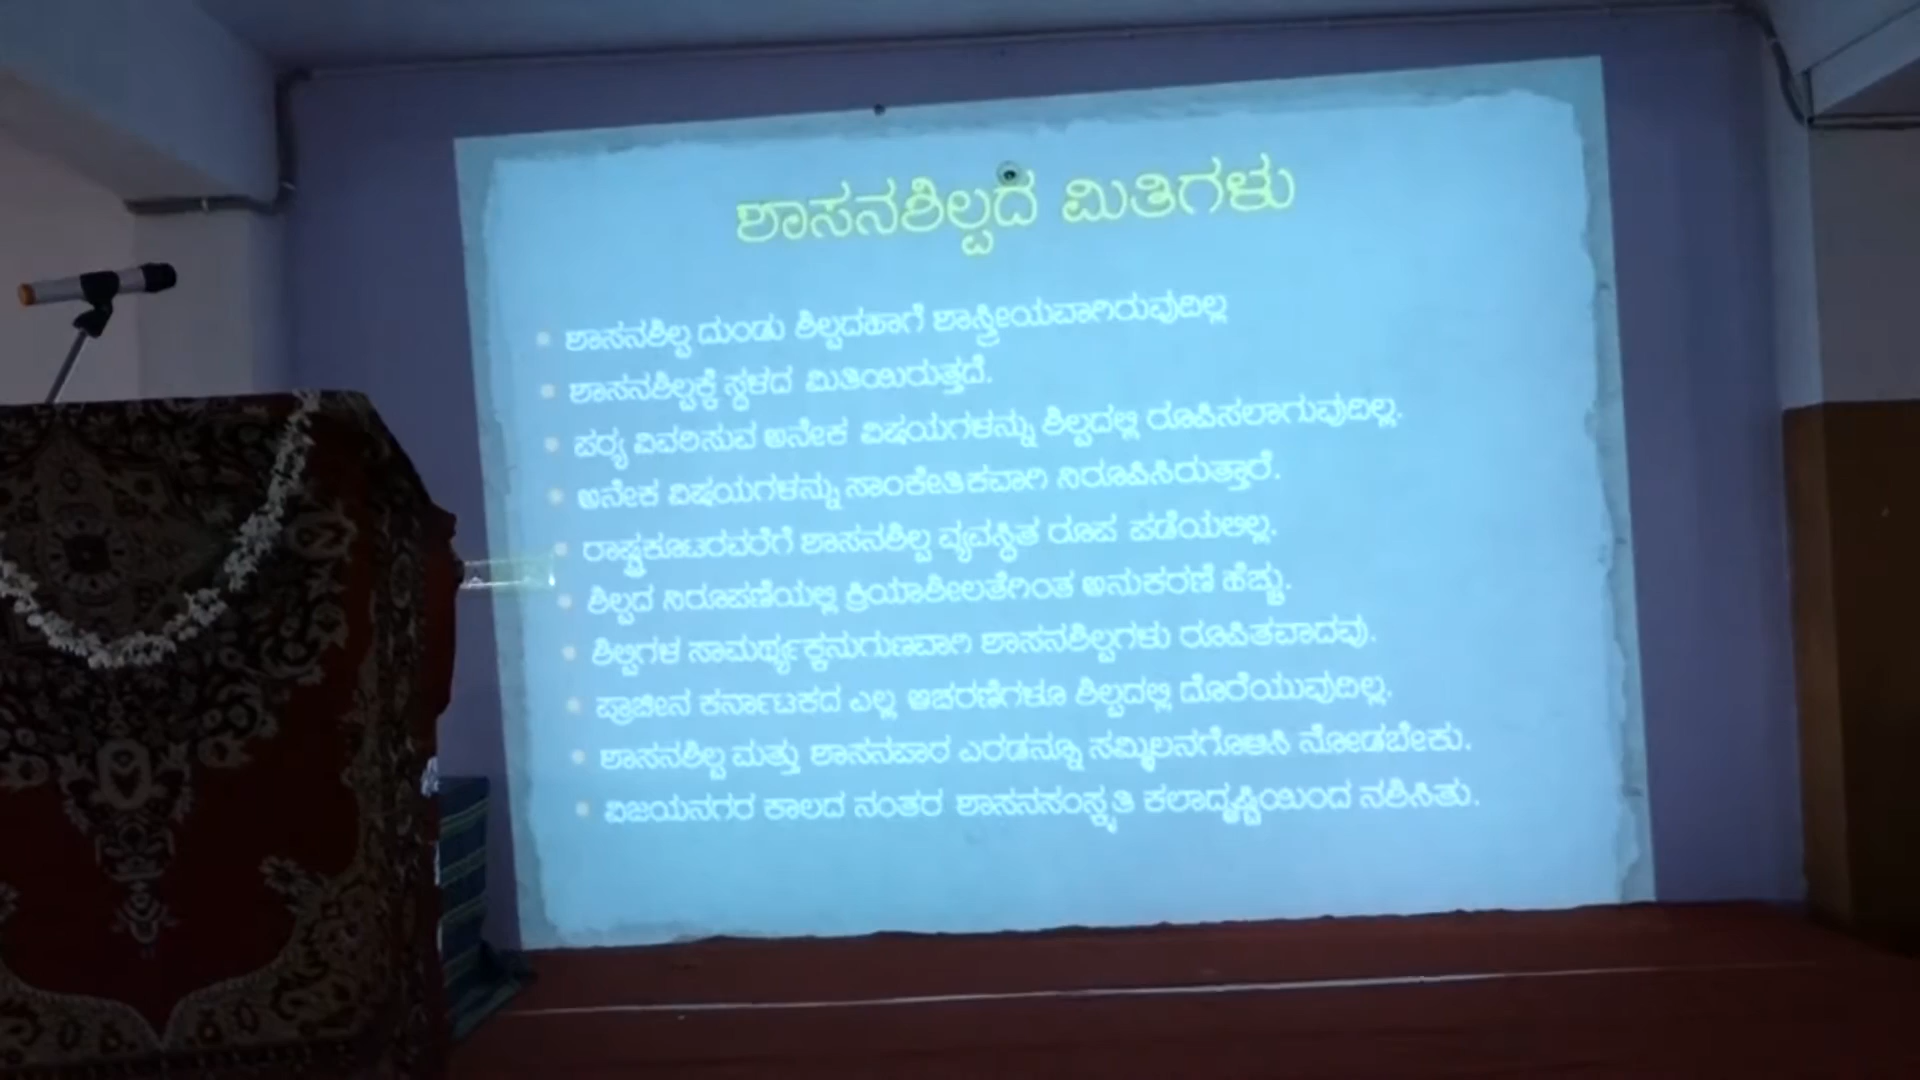 ಶಾಸನಶಿಲ್ಪದ ಮಿತಿಗಳು
ಶಾಸನಶಿಲ್ಪ ದುಂಡು ಶಿಲ್ಪದಹಾಗೆ ಶಾಸ್ತ್ರೀಯವಾಗಿರುವುದಿಲ್ಲ
ಶಾಸನಶಿಲ್ಪಕ್ಕೆ ಸ್ಥಳದ ಮಿತಿಯಿರುತ್ತದೆ.
ಪಠ್ಯ ವಿವರಿಸುವ ಅನೇಕ ವಿಷಯಗಳನ್ನು ಶಿಲ್ಪದಲ್ಲಿ ರೂಪಿಸಲಾಗುವುದಿಲ್ಲ.
ಅನೇಕ ವಿಷಯಗಳನ್ನು ಸಾಂಕೇತಿಕವಾಗಿ ನಿರೂಪಿಸಿರುತ್ತಾರೆ.
ರಾಷ್ಟ್ರಕೂಟರವರೆಗೆ ಶಾಸನಶಿಲ್ಪ ವ್ಯವಸ್ಥಿತ ರೂಪ ಪಡೆಯಲಿಲ್ಲ.
ಶಿಲ್ಪದ ನಿರೂಪಣೆಯಲ್ಲಿ ಕ್ರಿಯಾಶೀಲತೆಗಿಂತ ಅನುಕರಣೆ ಹೆಚ್ಚು.
ಶಿಲ್ಪಿಗಳ ಸಾಮರ್ಥ್ಯಕ್ಕನುಗುಣವಾಗಿ ಶಾಸನಶಿಲ್ಪಗಳು ರೂಪಿತವಾದವು.
ಪ್ರಾಚೀನ ಕರ್ನಾಟಕದ ಎಲ್ಲ ಆಚರಣೆಗಳೂ ಶಿಲ್ಪದಲ್ಲಿ ದೊರೆಯುವುದಿಲ್ಲ.
ಶಾಸನಶಿಲ್ಪ ಮತ್ತು ಶಾಸನಪಾಠ ಎರಡನ್ನೂ ಸಮ್ಮಿಲನಗೊಳಿಸಿ ನೋಡಬೇಕು.
ವಿಜಯನಗರ ಕಾಲದ ನಂತರ ಶಾಸನಸಂಸ್ಕೃತಿ ಕಲಾದೃಷ್ಟಿಯಿಂದ ನಶಿಸಿತು.